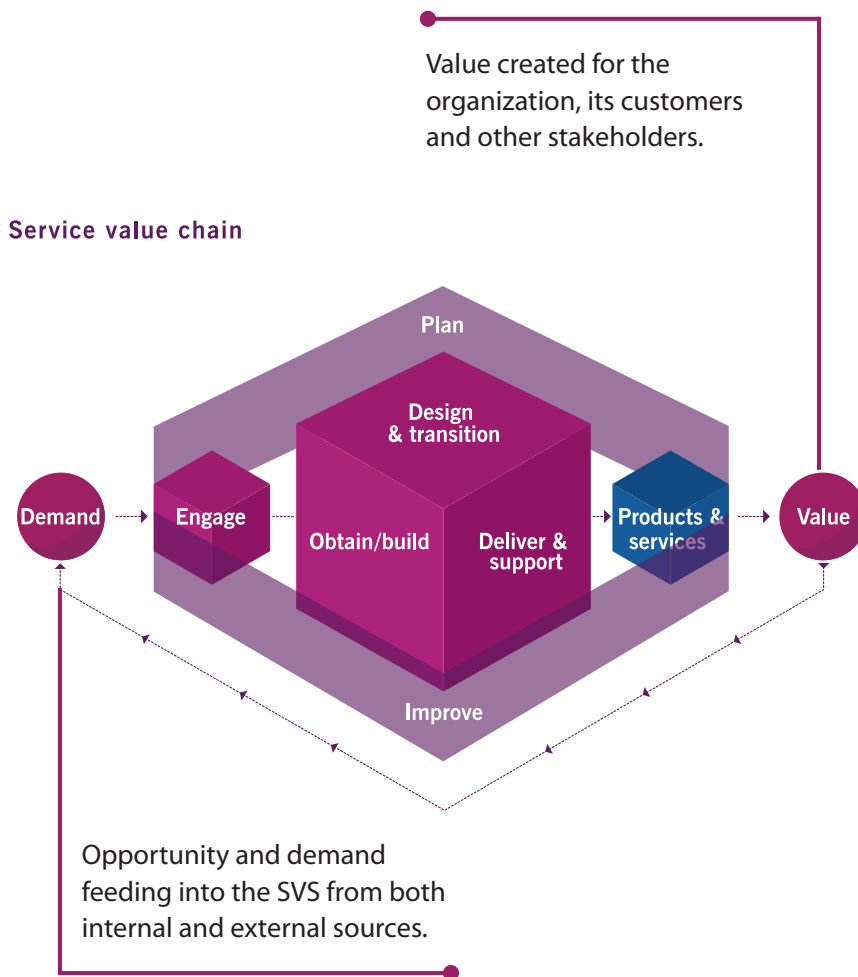 Value created for the
organization, its customers
and other stakeholders.
Service value chain
Plan
Design
& transition
Demand
Engage
Obtain/build
Deliver &
support
Products &
services
Value
Improve
Opportunity and demand
feeding into the SVS from both
internal and external sources.